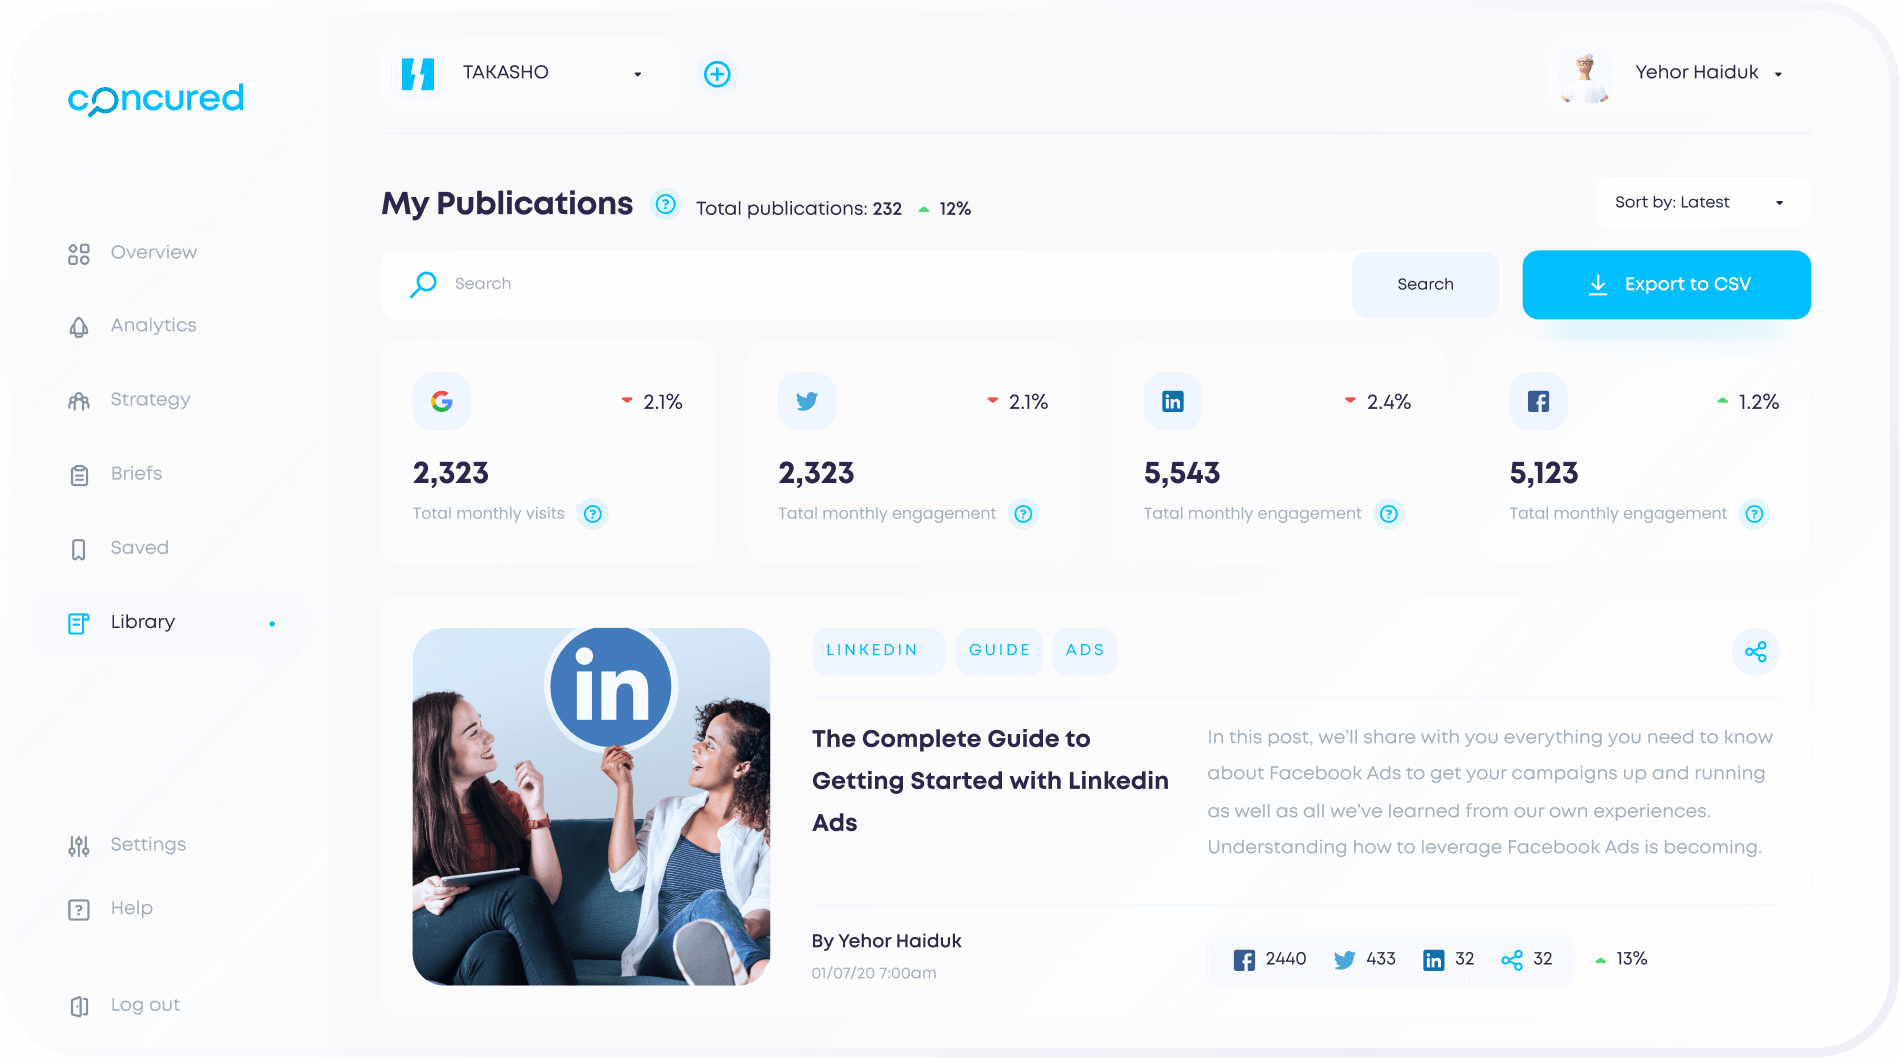 concured
TAKASHO
Yehor Haiduk
Overview
Analytics
Strategy
Briefs
Saved
Library
Settings
Help
Log out
My Publications
Total publications: 232 12%
Sort by: Latest
Search
Search
Export to CSV
2.1%
2,323
Total monthly visits
2.1%
2,323
Tatal monthly engagement
2.4%
5,543
Tatal monthly engagement
1.2%
5,123
Tatal monthly engagement
in
LINKEDIN
GUIDE
ADS
The Complete Guide to
Getting Started with Linkedin
Ads
In this post, we'll share with you everything you need to know
about Facebook Ads to get your campaigns up and running
as well as all we've learned from our own experiences.
Understanding how to leverage Facebook Ads is becoming.
By Yehor Haiduk
01/07/20 7:00am
2440 433 32 32 13%